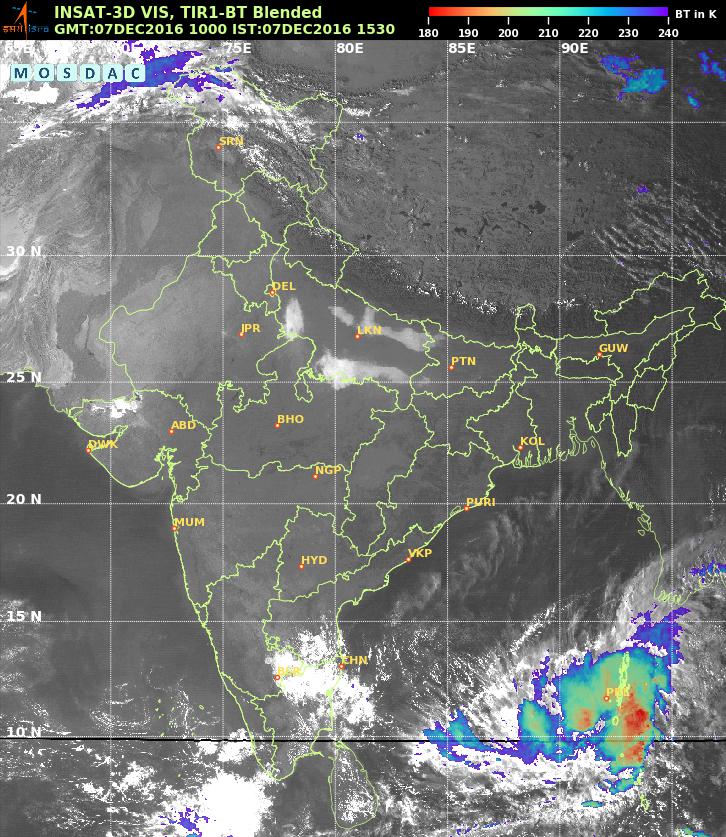 INSAT-3D VIS, TIR1-BT Blended
GMT:07DEC2016 1000 IST:07DEC2016 1530
BT in K
180 190 200 210 220 230 240
75E 80E 85E 90E
MOSDAC
SRN
30 N
DEL
JPR LKN
GUW
PTN
25 N
ABD BHO
DWK KOL
NGP
20 N PURI
MUM
VKP
HYD
15 N
CHN
10 N